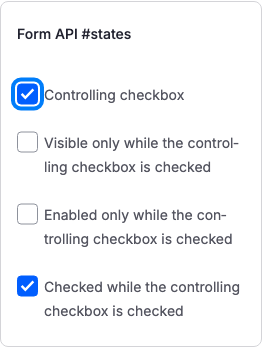 Form API #states
Controlling checkbox
Visible only while the control-
ling checkbox is checked
Enabled only while the con-
trolling checkbox is checked
Checked while the controlling
checkbox is checked